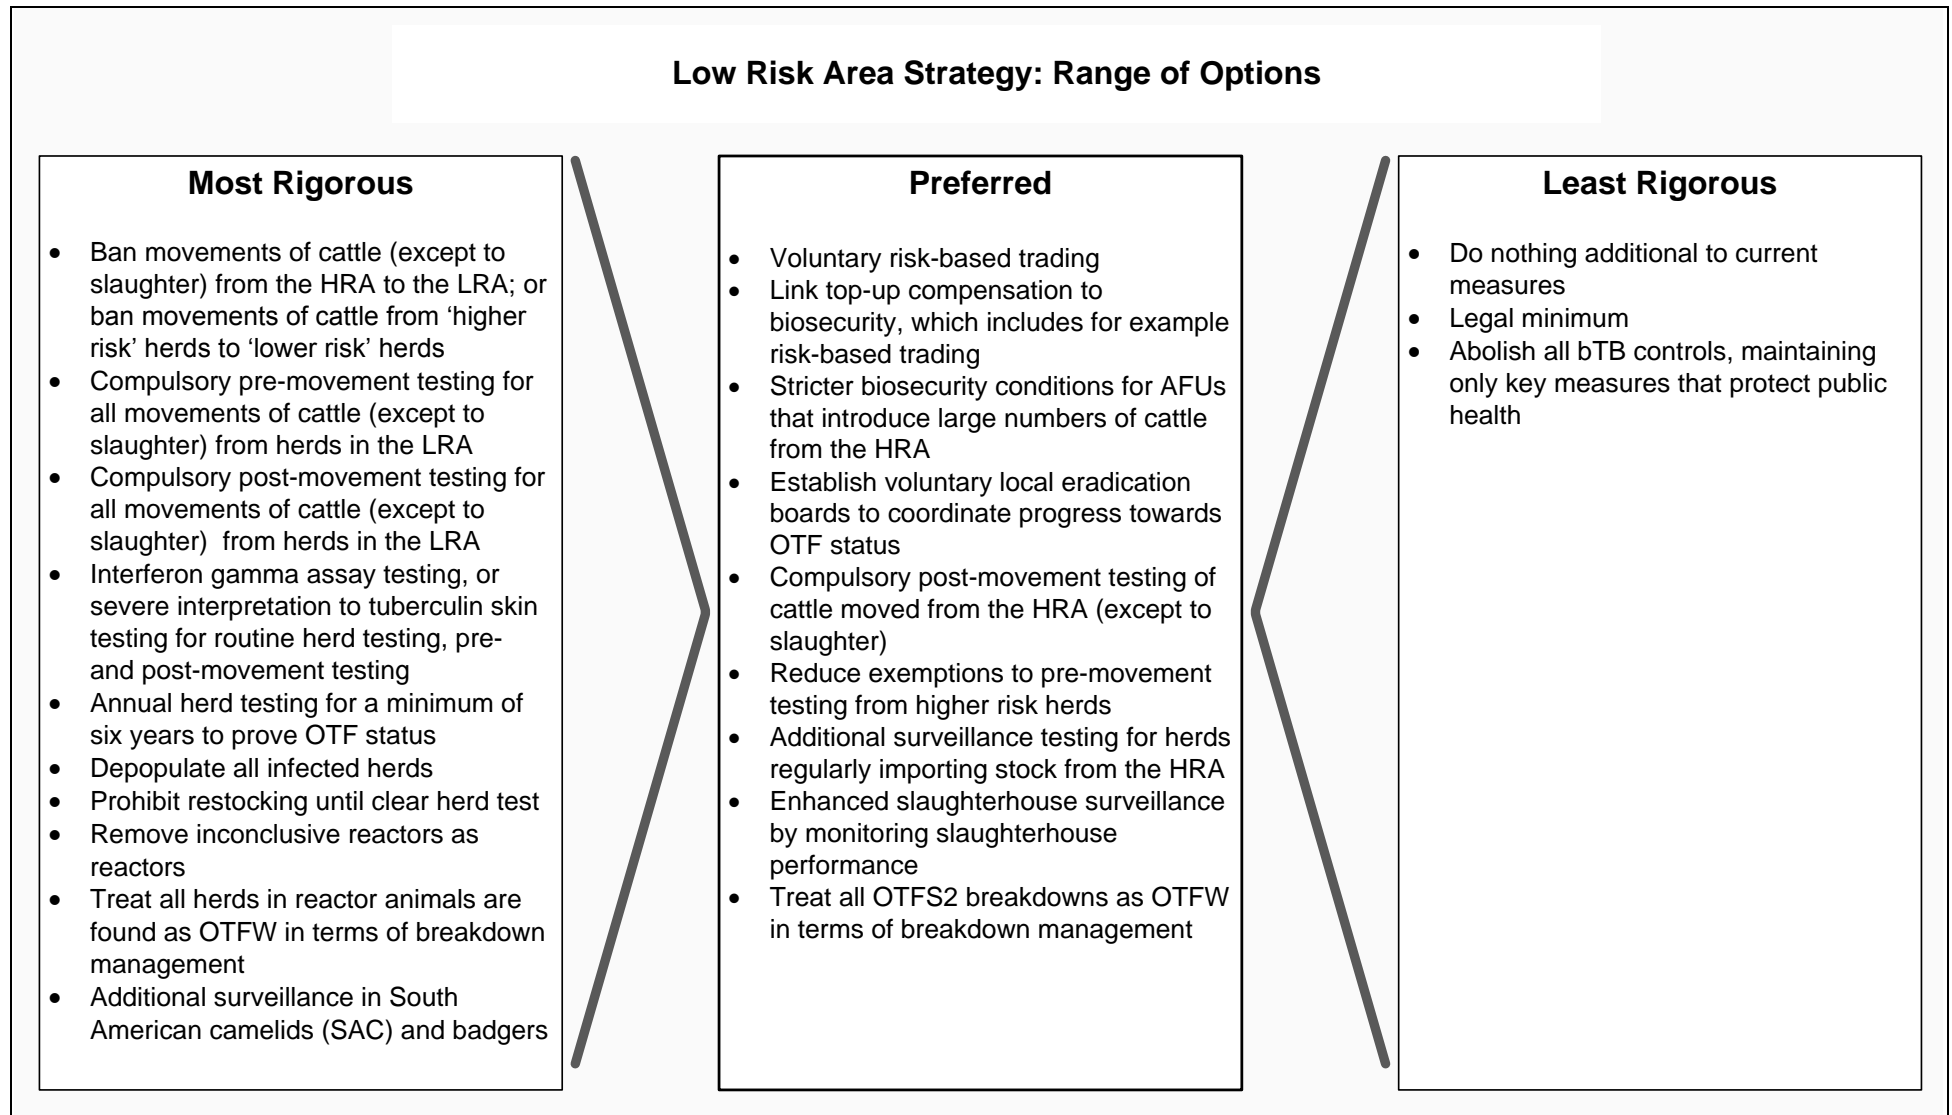 Low Risk Area Strategy: Range of Options
Most Rigorous
• Ban movements of cattle (except to
slaughter) from the HRA to the LRA; or
ban movements of cattle from ‘higher
risk’ herds to ‘lower risk’ herds
• Compulsory pre-movement testing for
all movements of cattle (except to
slaughter) from herds in the LRA
• Compulsory post-movement testing for
all movements of cattle (except to
slaughter)  from herds in the LRA
• Interferon gamma assay testing, or
severe interpretation to tuberculin skin
testing for routine herd testing, pre-
and post-movement testing
• Annual herd testing for a minimum of
six years to prove OTF status
• Depopulate all infected herds
• Prohibit restocking until clear herd test
• Remove inconclusive reactors as
reactors
• Treat all herds in reactor animals are
found as OTFW in terms of breakdown
management
• Additional surveillance in South
American camelids (SAC) and badgers
Preferred
• Voluntary risk-based trading
• Link top-up compensation to
biosecurity, which includes for example
risk-based trading
• Stricter biosecurity conditions for AFUs
that introduce large numbers of cattle
from the HRA
• Establish voluntary local eradication
boards to coordinate progress towards
OTF status
• Compulsory post-movement testing of
cattle moved from the HRA (except to
slaughter)
• Reduce exemptions to pre-movement
testing from higher risk herds
• Additional surveillance testing for herds
regularly importing stock from the HRA
• Enhanced slaughterhouse surveillance
by monitoring slaughterhouse
performance
• Treat all OTFS2 breakdowns as OTFW
in terms of breakdown management
Least Rigorous
• Do nothing additional to current
measures
• Legal minimum
• Abolish all bTB controls, maintaining
only key measures that protect public
health